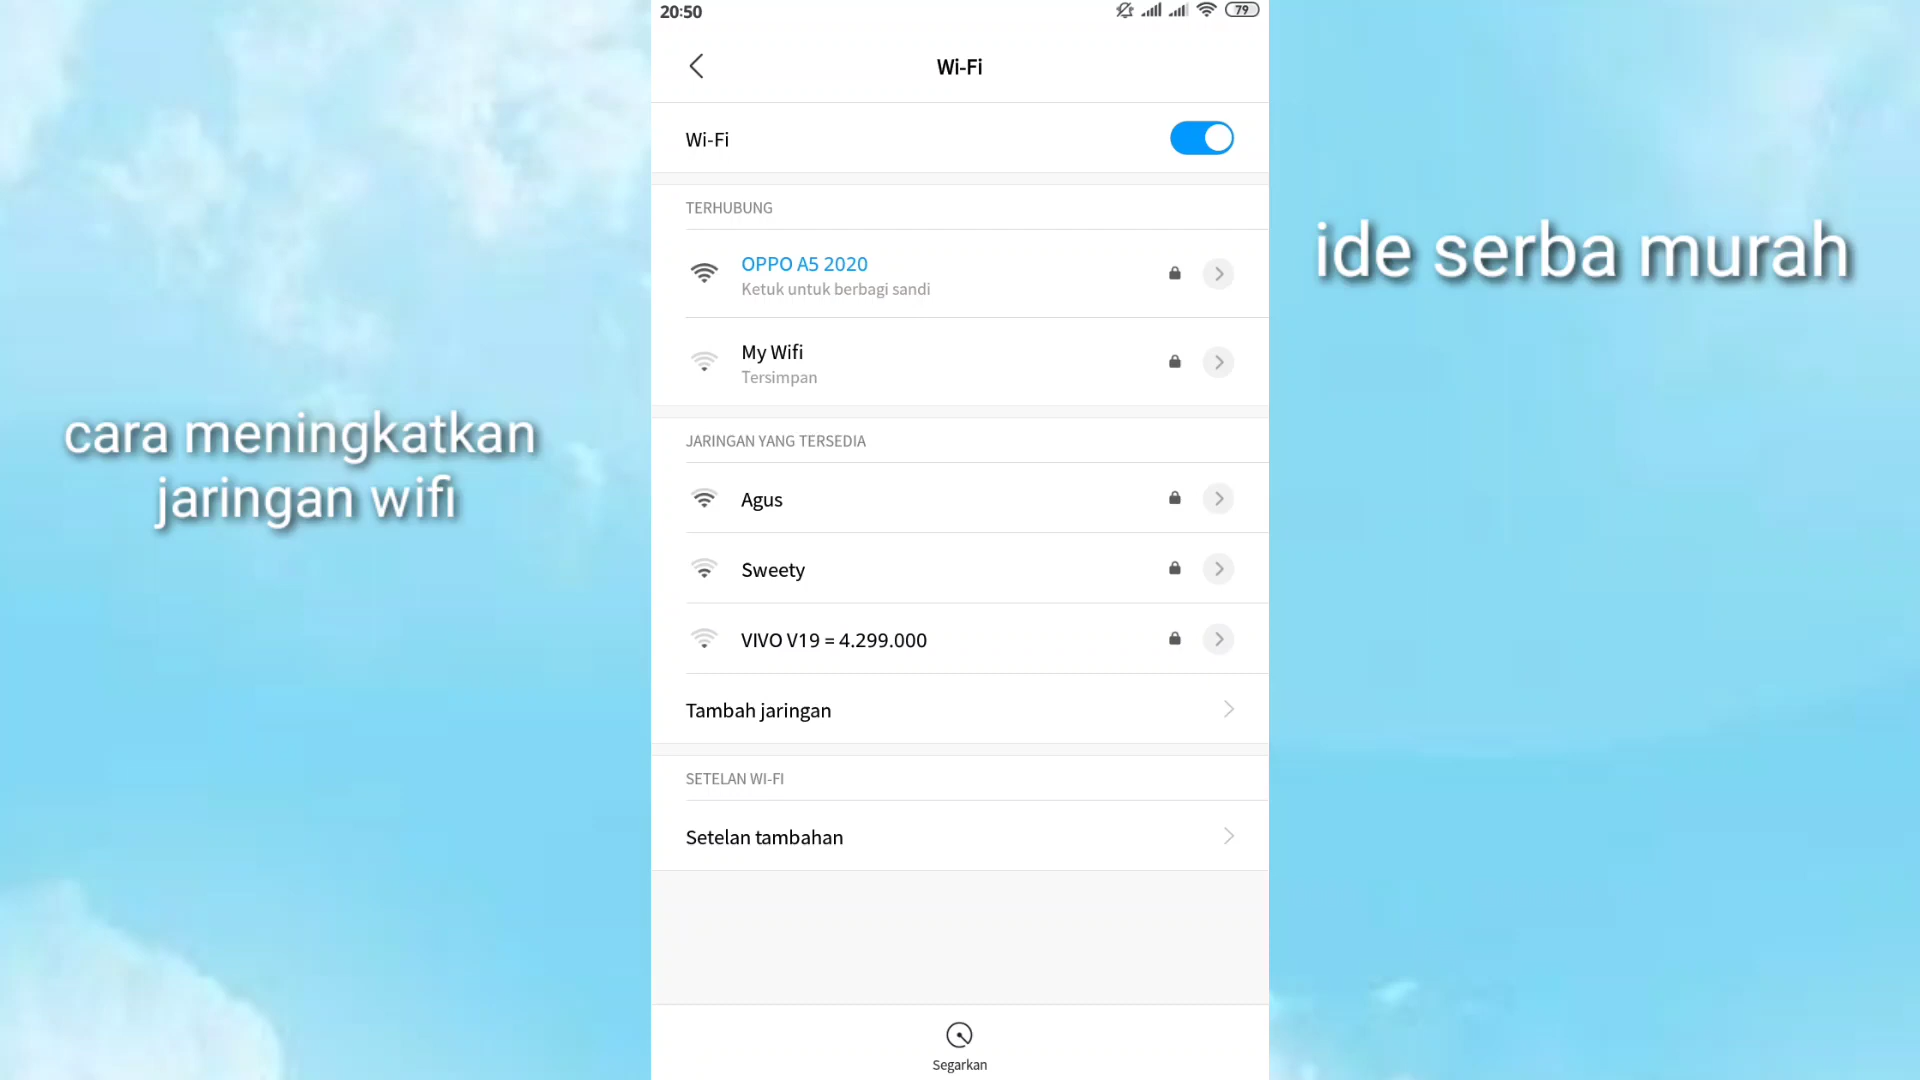 20:50
79
Wi-Fi
Wi-Fi
TERHUBUNG
OPPO A5 2020
Ketuk untuk berbagi sandi
My Wifi
Tersimpan
JARINGAN YANG TERSEDIA
Agus
Sweety
VIVO V19 = 4.299.000
Tambah jaringan
SETELAN WI-FI
Setelan tambahan
Segarkan
cara meningkatkan
jaringan wifi
ide serba murah